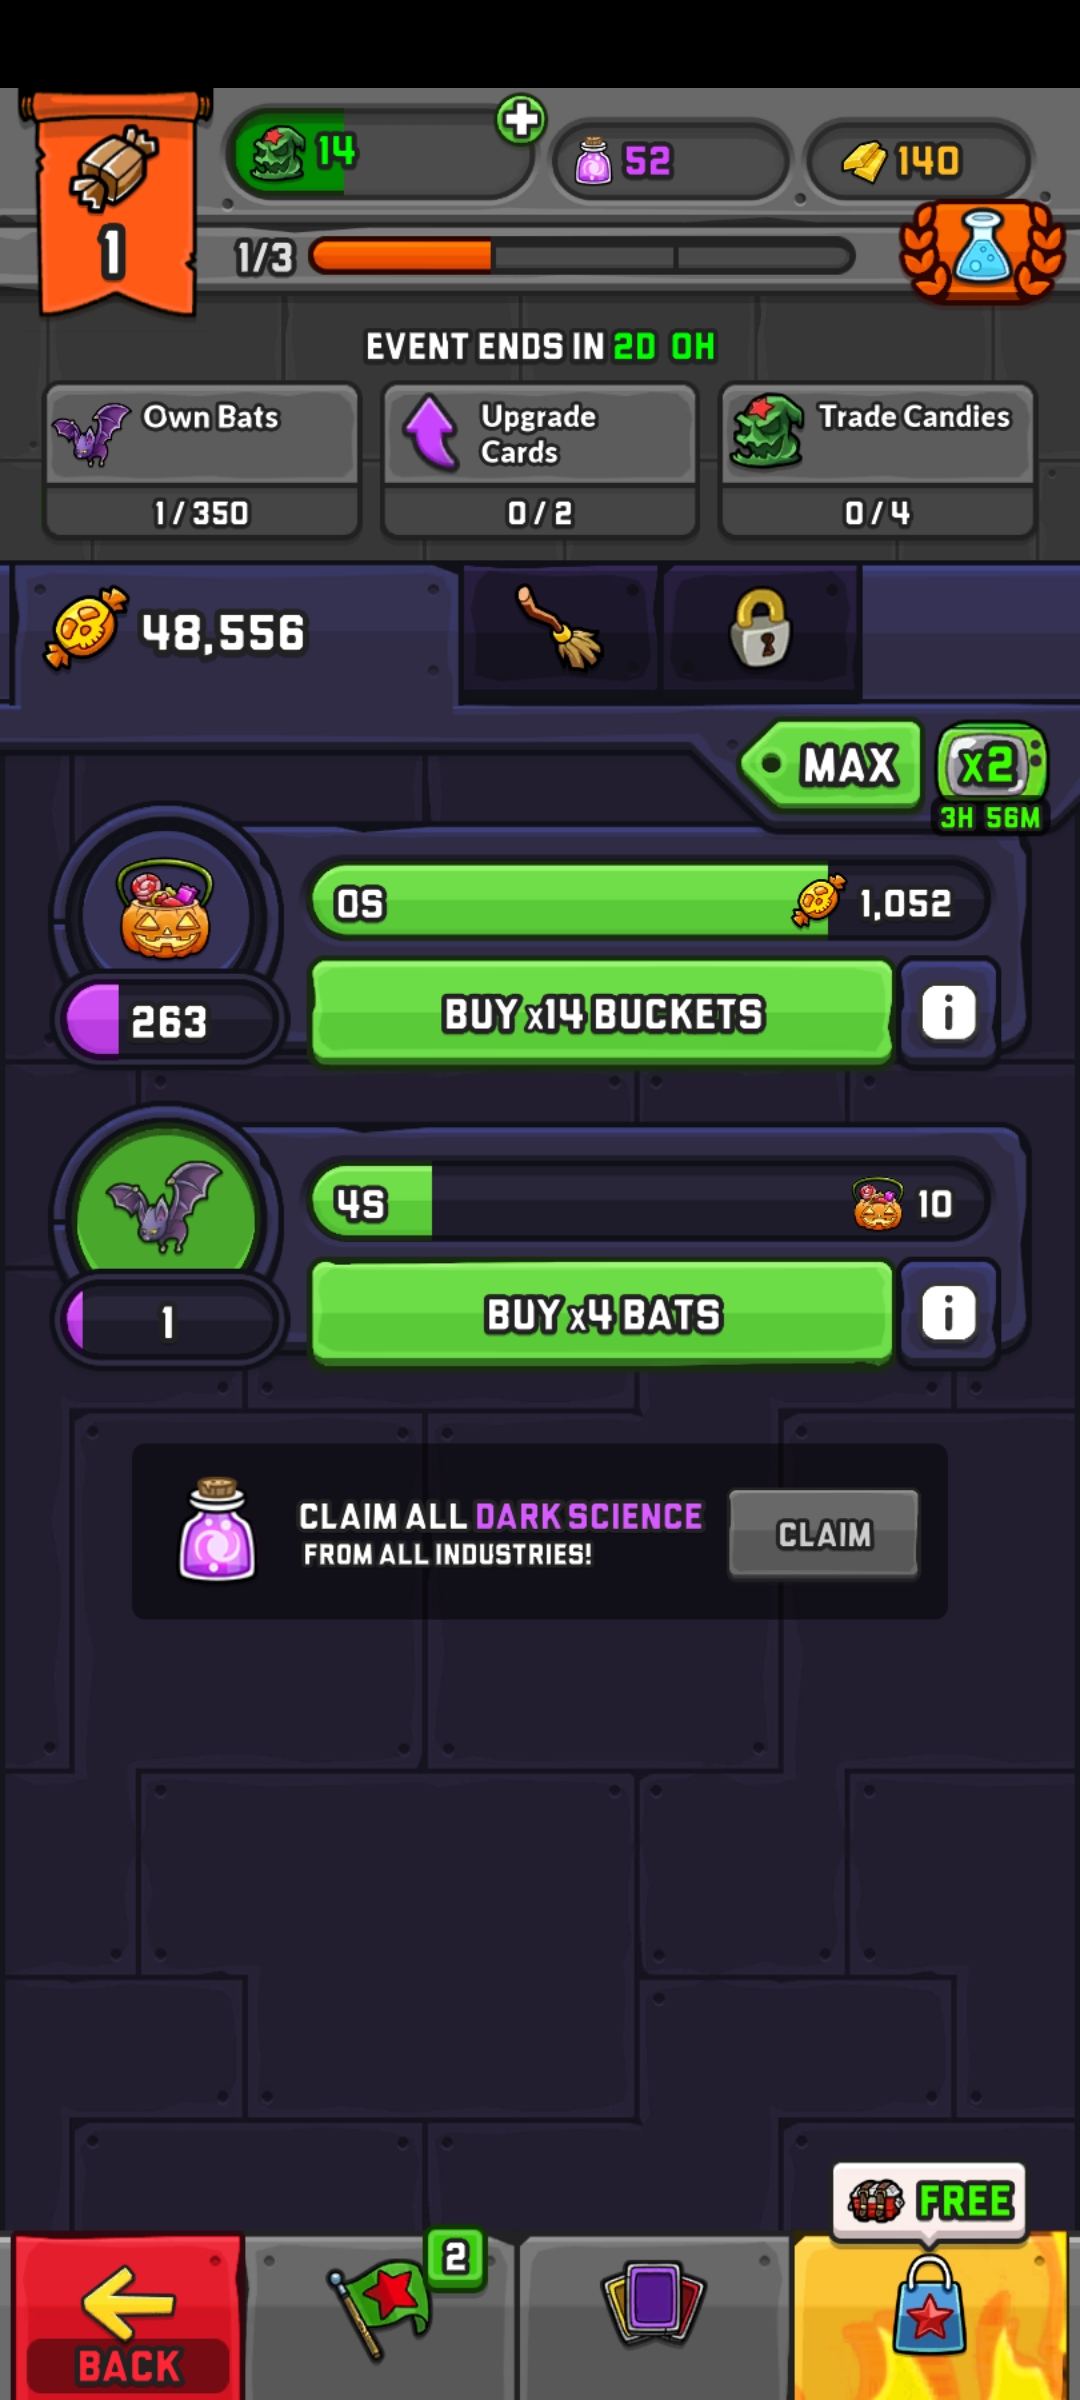 14
52
140
1
1/3
EVENT ENDS IN 2D 0H
Own Bats
1 / 350
Upgrade
Cards
0 / 2
Trade Candies
0 / 4
48,556
MAX
x2
3H 56M
0S
1,052
263
BUY x14 BUCKETS
i
4S
10
1
BUY x4 BATS
i
CLAIM ALL DARK SCIENCE
FROM ALL INDUSTRIES!
CLAIM
FREE
2
BACK